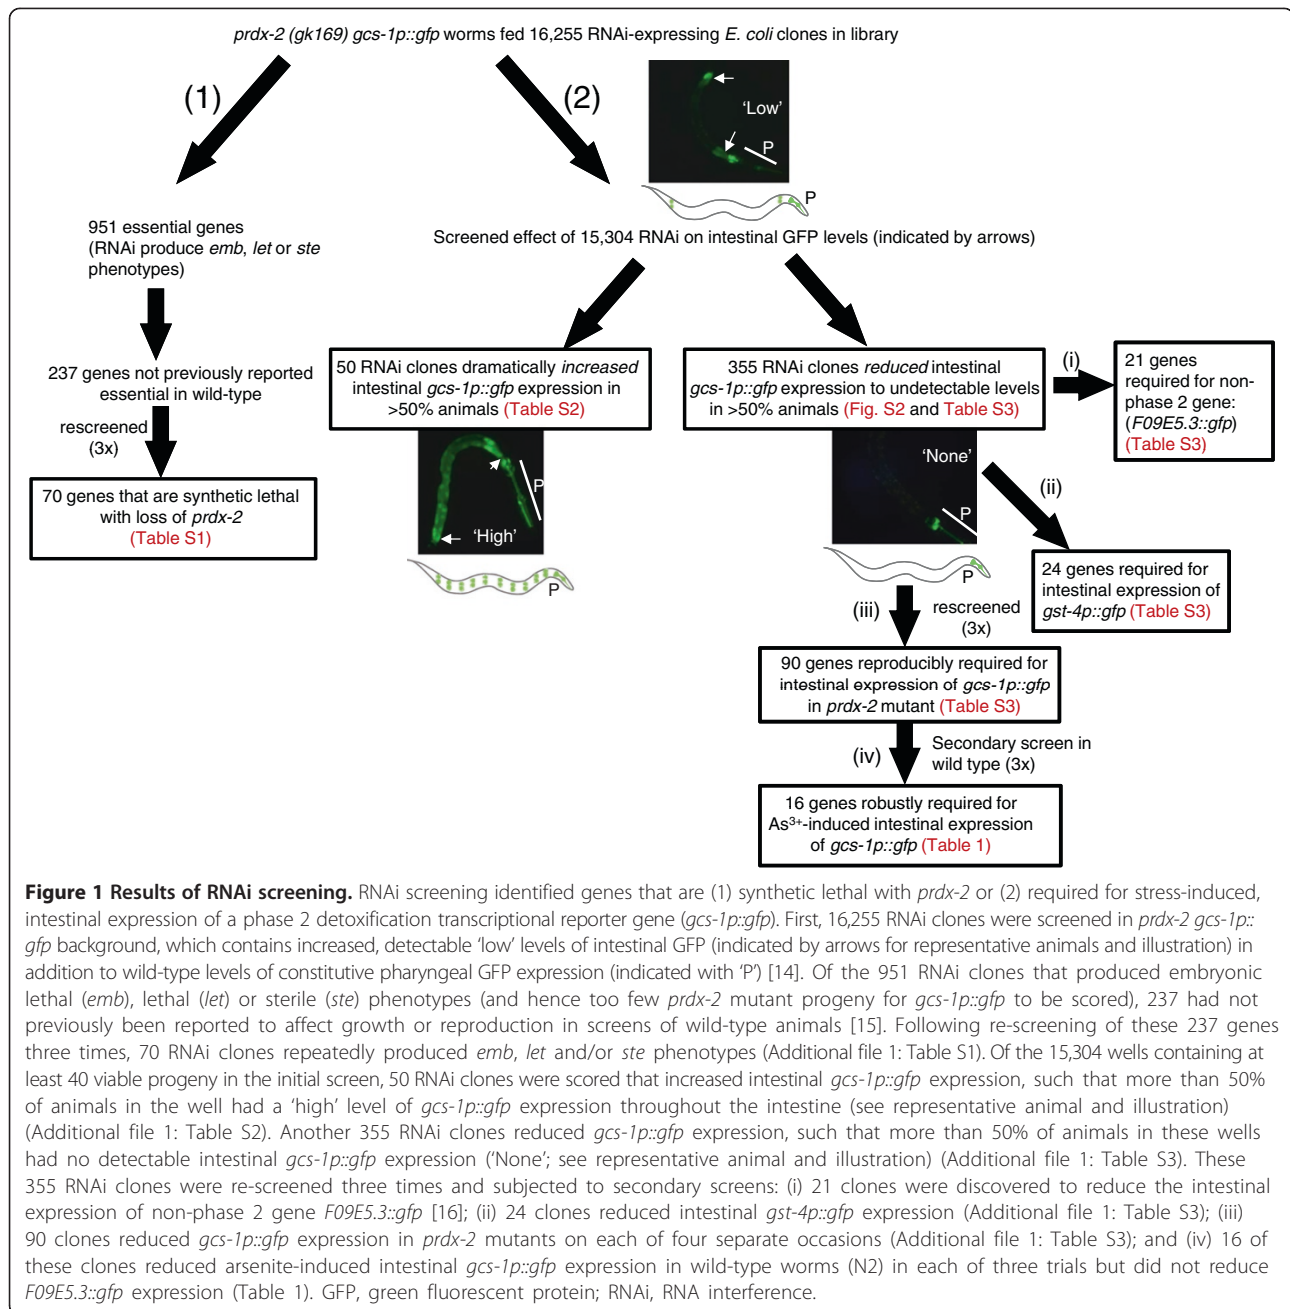 prdx-2 (gk169) gcs-1p::gfp worms fed 16,255 RNAi-expressing E. coli clones in library
(1)
(2)
'Low'
P
P
951 essential genes
(RNAi produce emb, let or ste
phenotypes)
Screened effect of 15,304 RNAi on intestinal GFP levels (indicated by arrows)
237 genes not previously reported
essential in wild-type
rescreened
(3x)
70 genes that are synthetic lethal
with loss of prdx-2
(Table S1)
50 RNAi clones dramatically increased
intestinal gcs-1p::gfp expression in
>50% animals (Table S2)
P
'High'
P
355 RNAi clones reduced intestinal
gcs-1p::gfp expression to undetectable levels
in >50% animals (Fig. S2 and Table S3)
(i)
21 genes
required for non-
phase 2 gene:
(F09E5.3::gfp)
(Table S3)
'None'
P
P
(ii)
24 genes required for
intestinal expression of
gst-4p::gfp (Table S3)
(iii)
rescreened
(3x)
90 genes reproducibly required for
intestinal expression of gcs-1p::gfp
in prdx-2 mutant (Table S3)
(iv)
Secondary screen in
wild type (3x)
16 genes robustly required for
As3+-induced intestinal expression
of gcs-1p::gfp (Table 1)
Figure 1 Results of RNAi screening. RNAi screening identified genes that are (1) synthetic lethal with prdx-2 or (2) required for stress-induced,
intestinal expression of a phase 2 detoxification transcriptional reporter gene (gcs-1p::gfp). First, 16,255 RNAi clones were screened in prdx-2 gcs-1p::
gfp background, which contains increased, detectable 'low' levels of intestinal GFP (indicated by arrows for representative animals and illustration) in
addition to wild-type levels of constitutive pharyngeal GFP expression (indicated with 'P') [14]. Of the 951 RNAi clones that produced embryonic
lethal (emb), lethal (let) or sterile (ste) phenotypes (and hence too few prdx-2 mutant progeny for gcs-1p::gfp to be scored), 237 had not
previously been reported to affect growth or reproduction in screens of wild-type animals [15]. Following re-screening of these 237 genes
three times, 70 RNAi clones repeatedly produced emb, let and/or ste phenotypes (Additional file 1: Table S1). Of the 15,304 wells containing at
least 40 viable progeny in the initial screen, 50 RNAi clones were scored that increased intestinal gcs-1p::gfp expression, such that more than 50%
of animals in the well had a 'high' level of gcs-1p::gfp expression throughout the intestine (see representative animal and illustration)
(Additional file 1: Table S2). Another 355 RNAi clones reduced gcs-1p::gfp expression, such that more than 50% of animals in these wells
had no detectable intestinal gcs-1p::gfp expression ('None'; see representative animal and illustration) (Additional file 1: Table S3). These
355 RNAi clones were re-screened three times and subjected to secondary screens: (i) 21 clones were discovered to reduce the intestinal
expression of non-phase 2 gene F09E5.3::gfp [16]; (ii) 24 clones reduced intestinal gst-4p::gfp expression (Additional file 1: Table S3); (iii)
90 clones reduced gcs-1p::gfp expression in prdx-2 mutants on each of four separate occasions (Additional file 1: Table S3); and (iv) 16 of
these clones reduced arsenite-induced intestinal gcs-1p::gfp expression in wild-type worms (N2) in each of three trials but did not reduce
F09E5.3::gfp expression (Table 1). GFP, green fluorescent protein; RNAi, RNA interference.